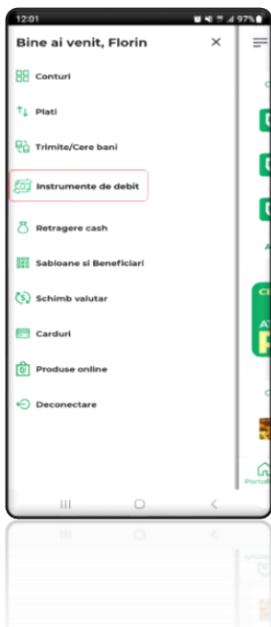 12:01
97%
Bine ai venit, Florin
Conturi
Plati
Trimite/Cere bani
Instrumente de debit
Retragere cash
Sabloane si Beneficiari
Schimb valutar
Carduri
Produse online
Deconectare